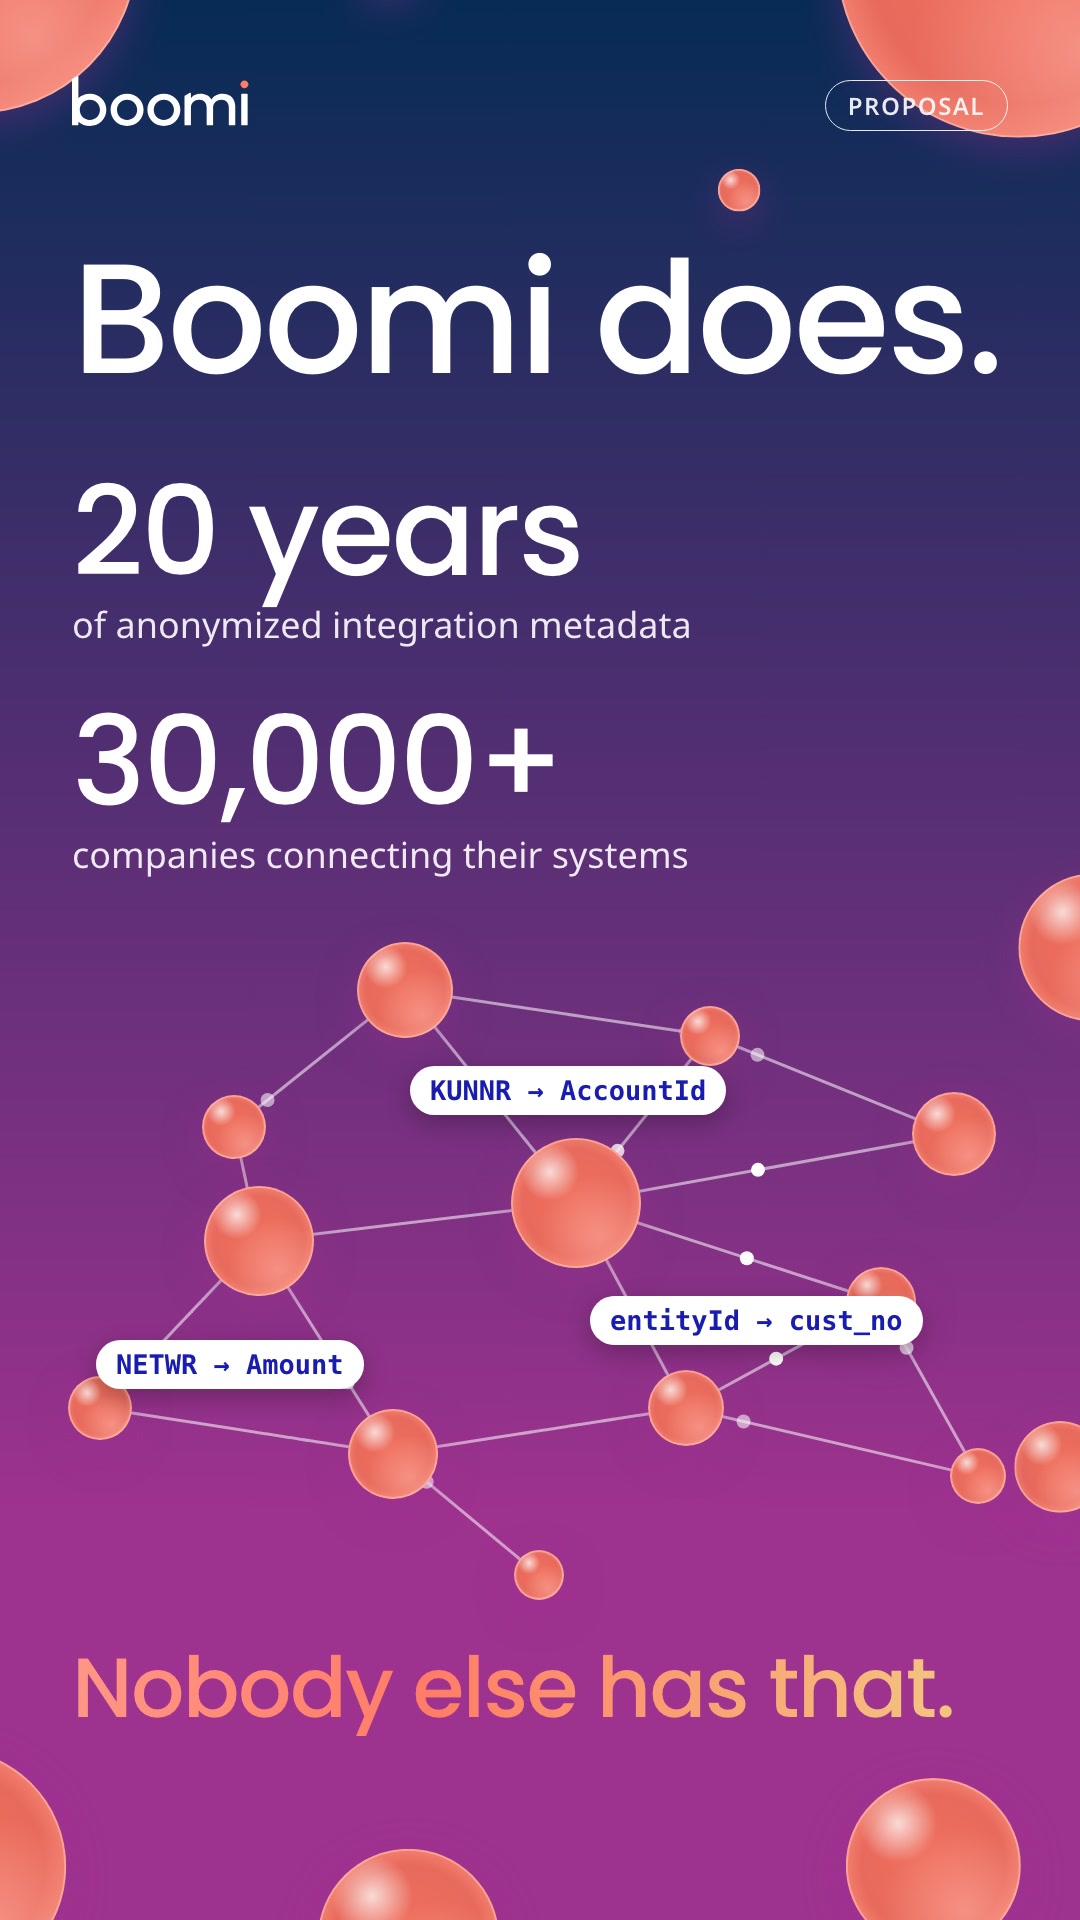 boomi
PROPOSAL
Boomi does.
20 years
of anonymized integration metadata
30,000+
companies connecting their systems
KUNNR → AccountId
entityId → cust_no
NETWR → Amount
Nobody else has that.